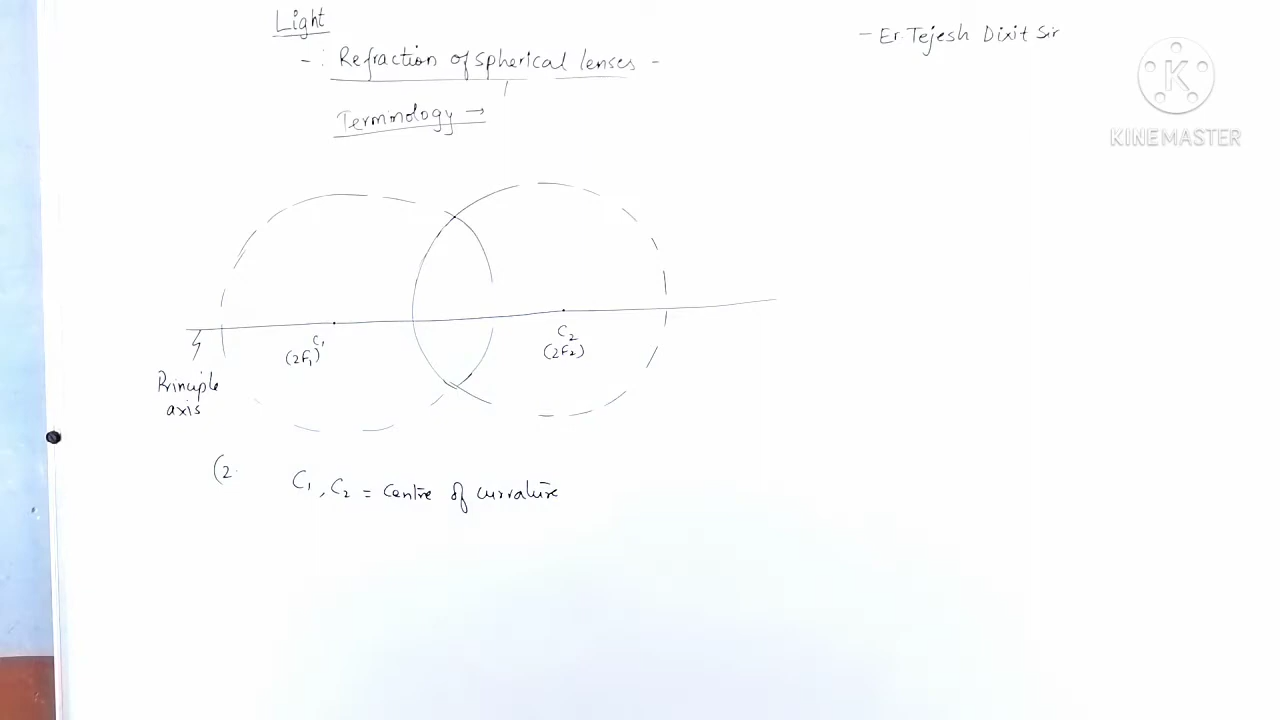 Light
- Er. Tejesh Dixit Sir
-: Refraction of spherical lenses -
K
KINEMASTER
Terminology →
C1
(2F1)
C2
(2F2)
Principle
axis
(2.
C1, C2 = Centre of curvature